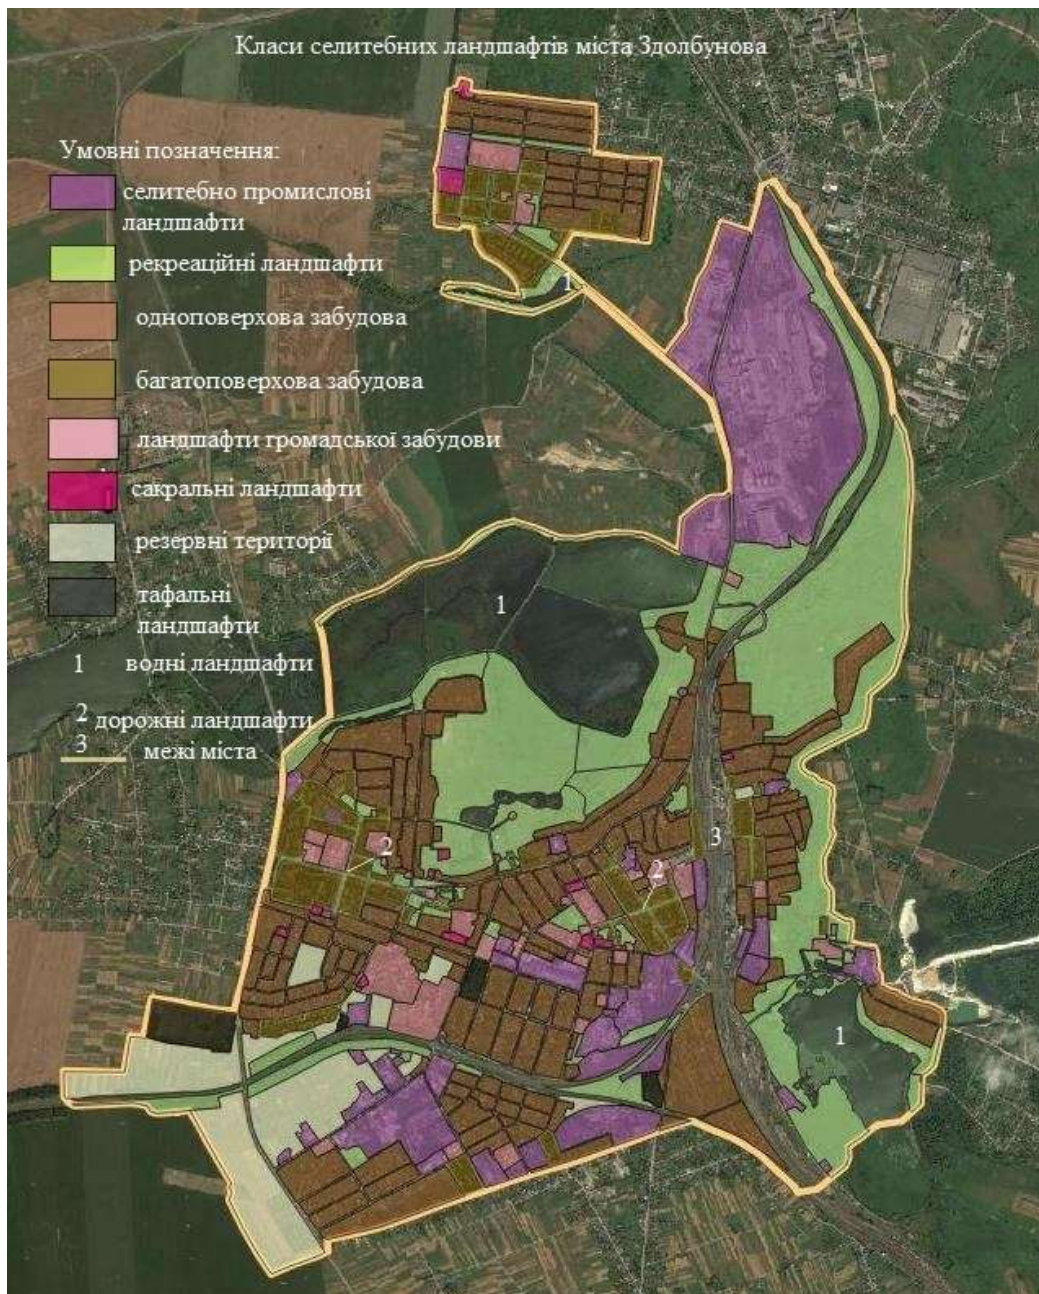 Класи селитебних ландшафтів міста Здолбунова
Умовні позначення:
селитебно промислові
ландшафти
рекреаційні ландшафти
одноповерхова забудова
багатоповерхова забудова
ландшафти громадської забудови
сакральні ландшафти
резервні території
тафальні
ландшафти
1 водні ландшафти
2 дорожні ландшафти
3
межі міста
1
1
2
3
2
1